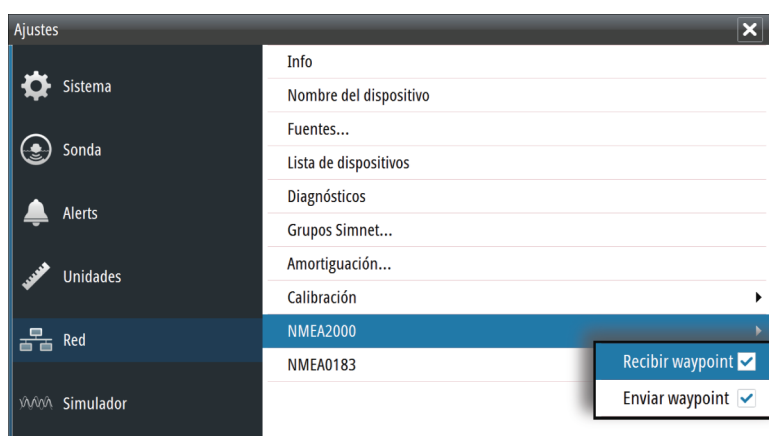 Ajustes
Sistema
Sonda
Alerts
Unidades
Red
Simulador
Info
Nombre del dispositivo
Fuentes...
Lista de dispositivos
Diagnósticos
Grupos Simnet...
Amortiguación...
Calibración
NMEA2000
NMEA0183
Recibir waypoint
Enviar waypoint